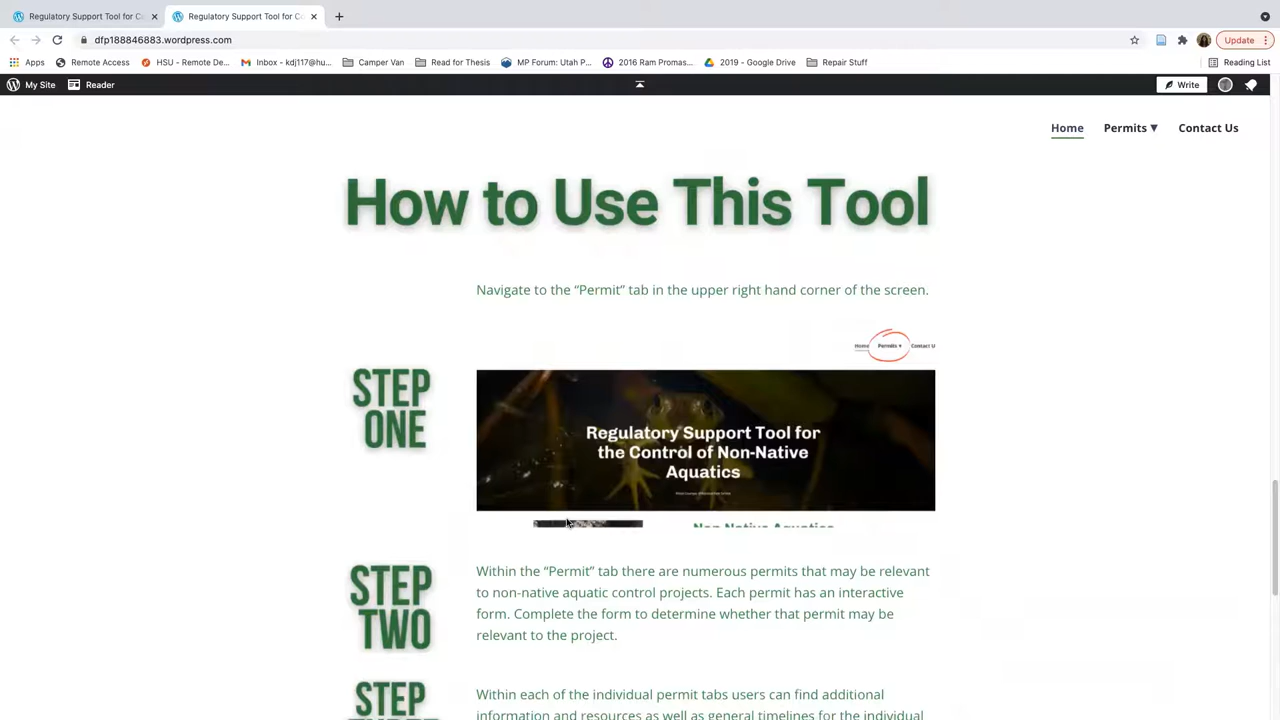 Regulatory Support Tool for C
Regulatory Support Tool for C
dfp188846883.wordpress.com
Update
Apps
Remote Access
HSU - Remote De...
Inbox - kdj117@hu...
Camper Van
Read for Thesis
MP Forum: Utah P...
2016 Ram Promas...
2019 - Google Drive
Repair Stuff
Reading List
My Site
Reader
Write
Home
Permits ▼
Contact Us
How to Use This Tool
Navigate to the “Permit” tab in the upper right hand corner of the screen.
Home
Permits ▾
Contact U
STEP
ONE
Regulatory Support Tool for
the Control of Non-Native
Aquatics
Non-Native Aquatics
STEP
TWO
Within the “Permit” tab there are numerous permits that may be relevant
to non-native aquatic control projects. Each permit has an interactive
form. Complete the form to determine whether that permit may be
relevant to the project.
STEP
THREE
Within each of the individual permit tabs users can find additional
information and resources as well as general timelines for the individual